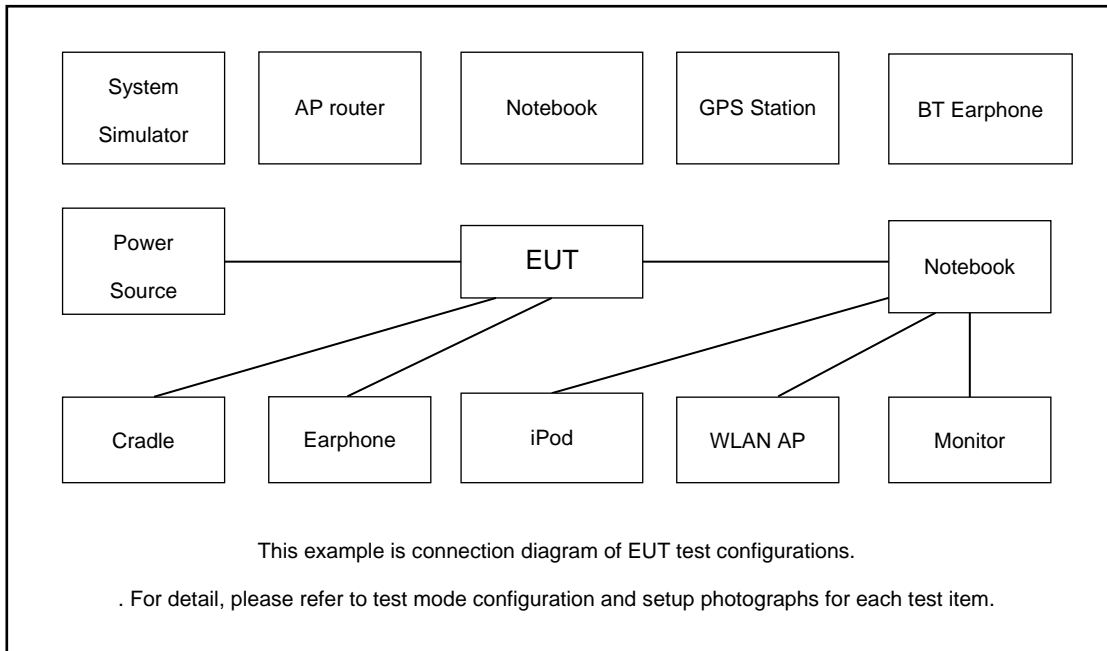 System
Simulator
AP router
Notebook
GPS Station
BT Earphone
Power
Source
EUT
Notebook
Cradle
Earphone
iPod
WLAN AP
Monitor
This example is connection diagram of EUT test configurations.
. For detail, please refer to test mode configuration and setup photographs for each test item.